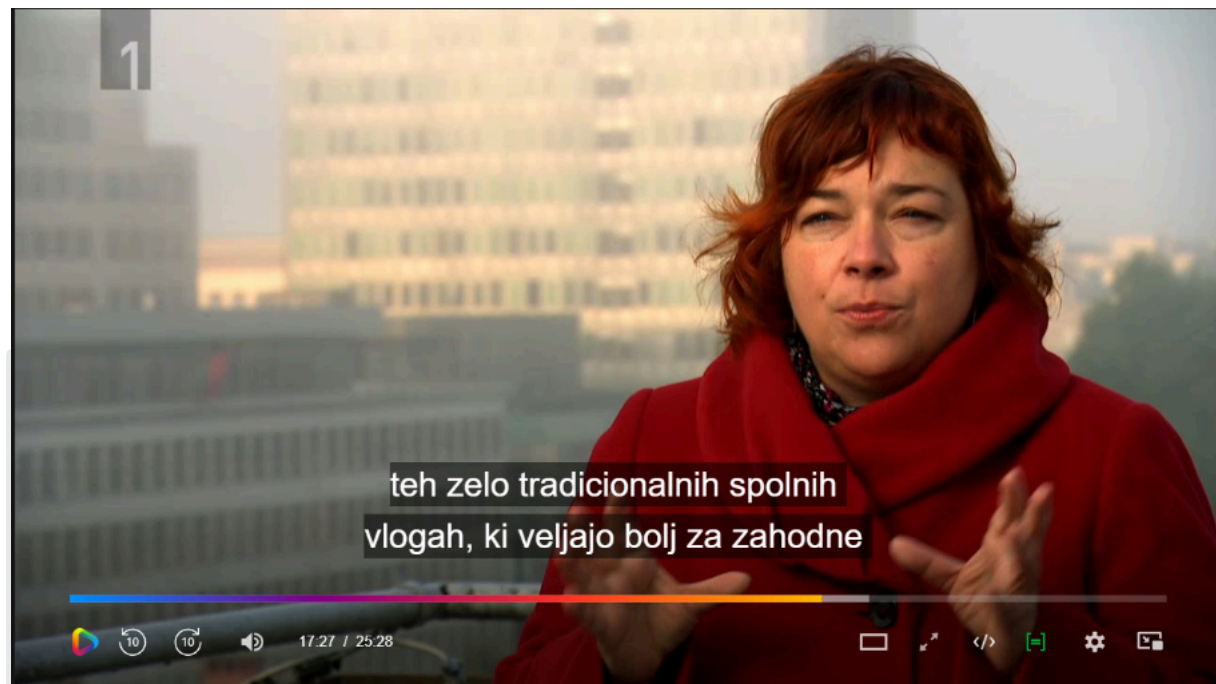 1
teh zelo tradicionalnih spolnih
vlogah, ki veljajo bolj za zahodne
10
10
17:27 / 25:28